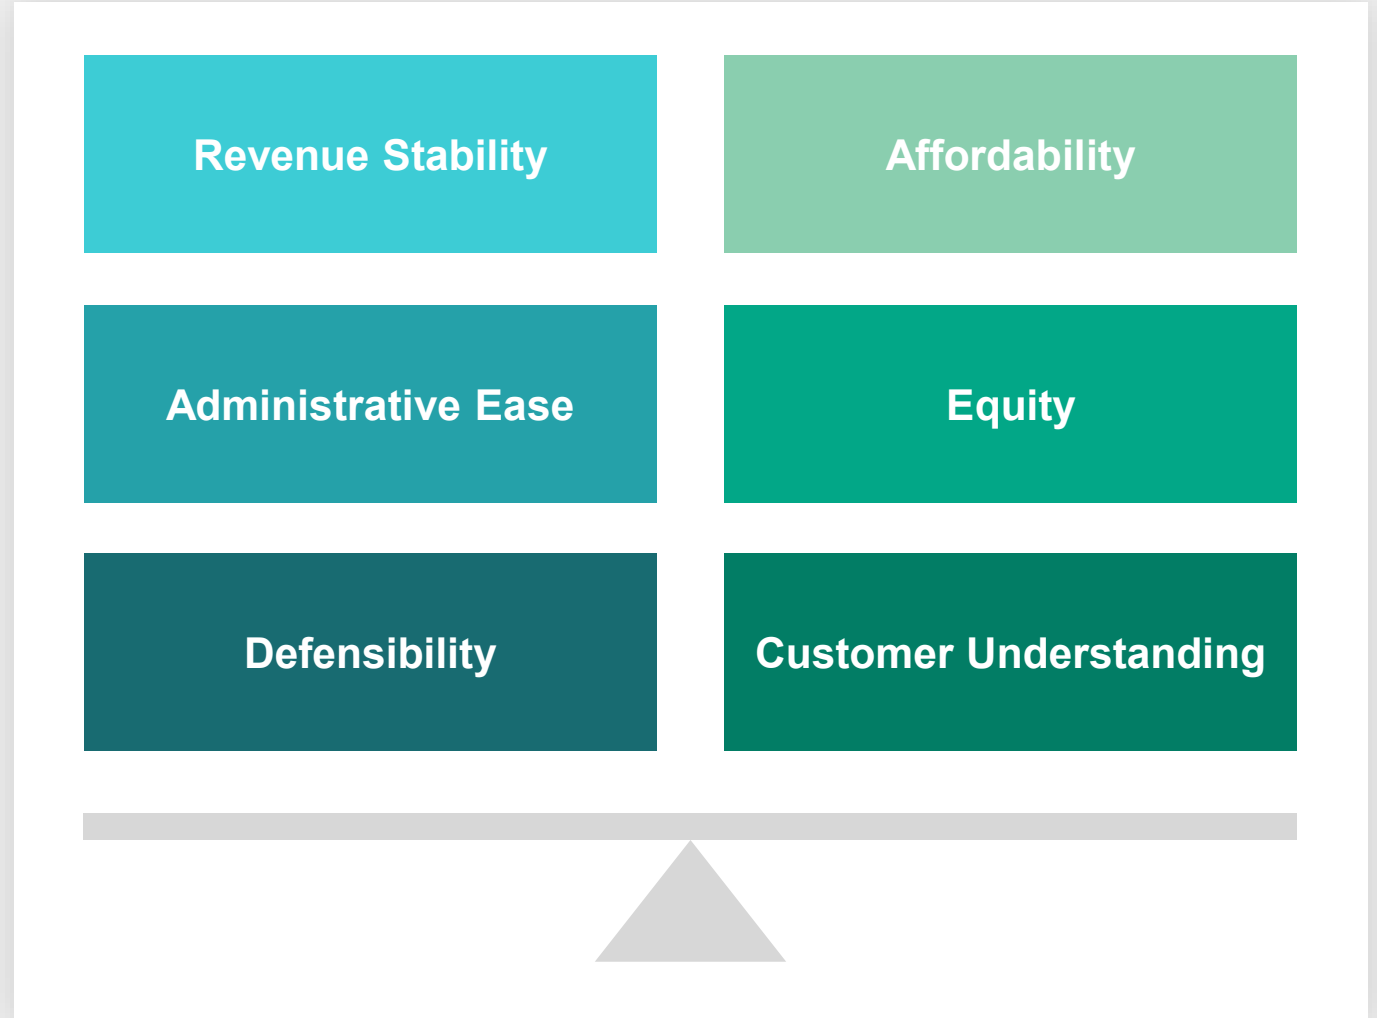 Revenue Stability
Affordability
Administrative Ease
Equity
Defensibility
Customer Understanding